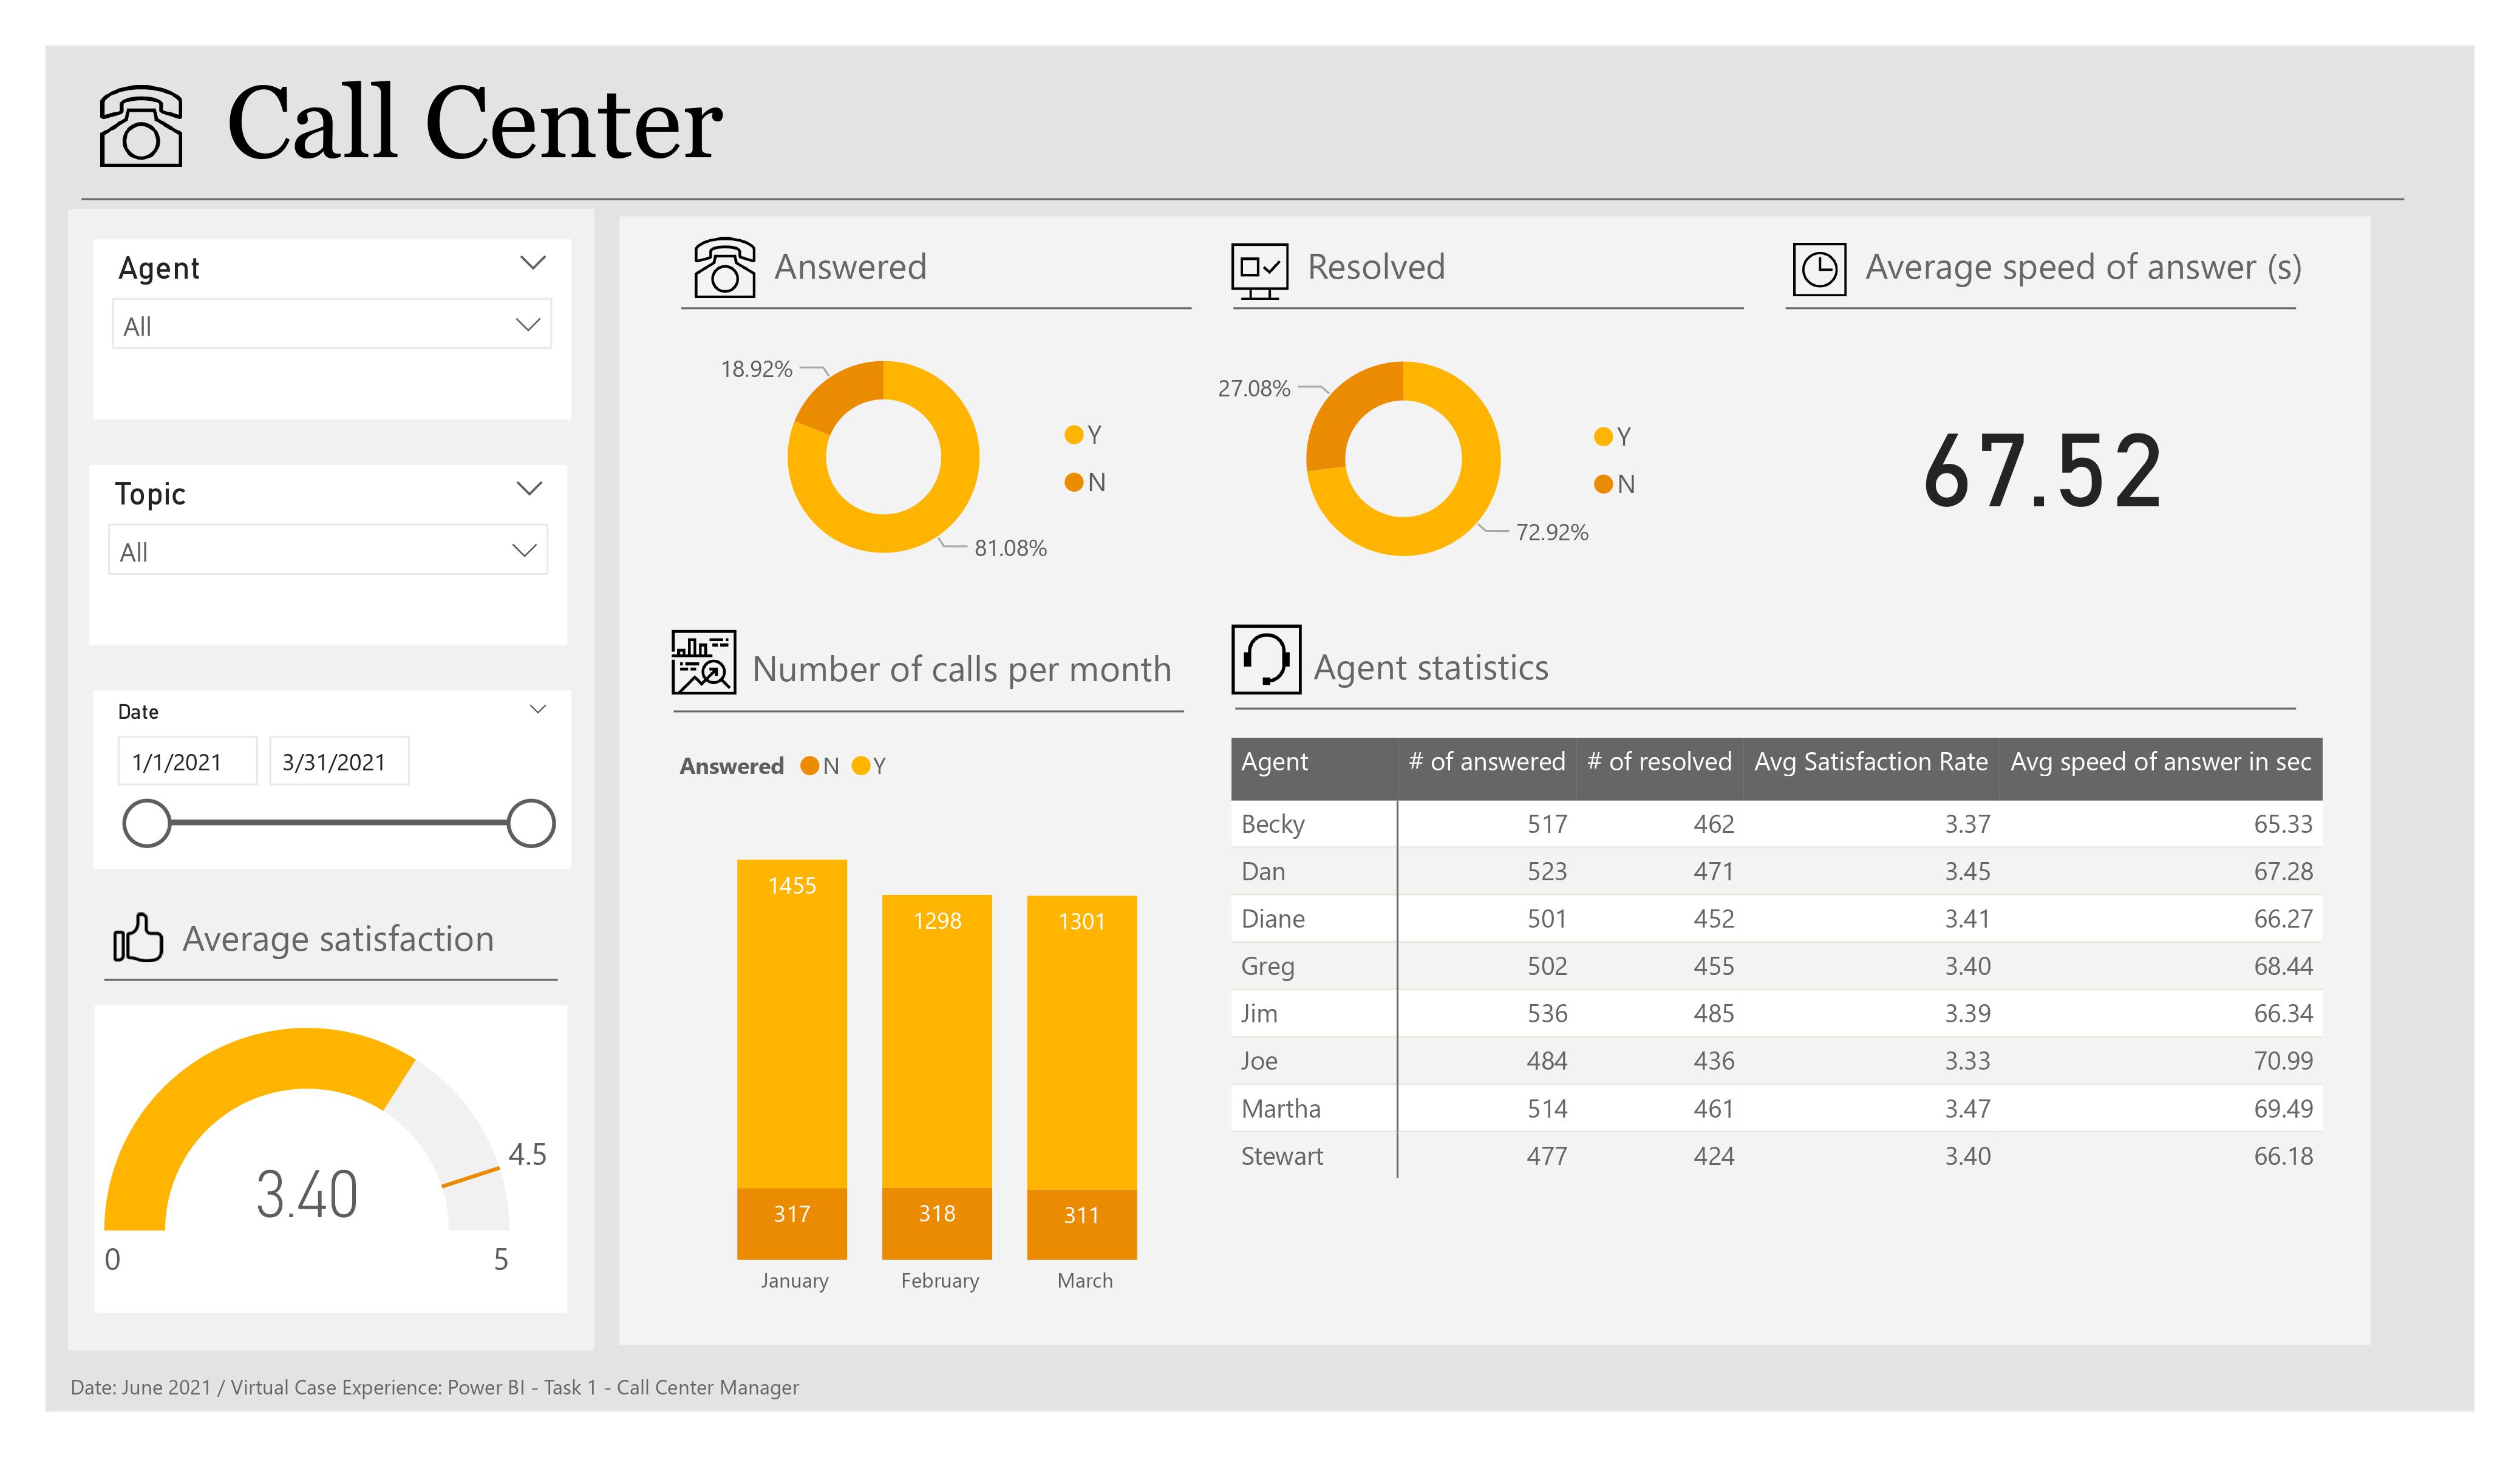 Call Center
Agent
All
Topic
All
Date
1/1/2021 3/31/2021
Average satisfaction
3.40
4.5
0 5
Answered
18.92%
81.08%
Y
N
Resolved
27.08%
72.92%
Y
N
Average speed of answer (s)
67.52
Number of calls per month
Answered N Y
1455 1298 1301
317 318 311
January February March
Agent statistics
Agent # of answered # of resolved Avg Satisfaction Rate Avg speed of answer in sec
Becky 517 462 3.37 65.33
Dan 523 471 3.45 67.28
Diane 501 452 3.41 66.27
Greg 502 455 3.40 68.44
Jim 536 485 3.39 66.34
Joe 484 436 3.33 70.99
Martha 514 461 3.47 69.49
Stewart 477 424 3.40 66.18
Date: June 2021 / Virtual Case Experience: Power BI - Task 1 - Call Center Manager